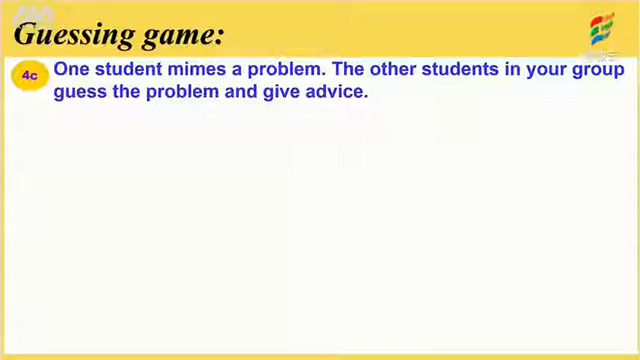 Guessing game:
4c
One student mimes a problem. The other students in your group
guess the problem and give advice.